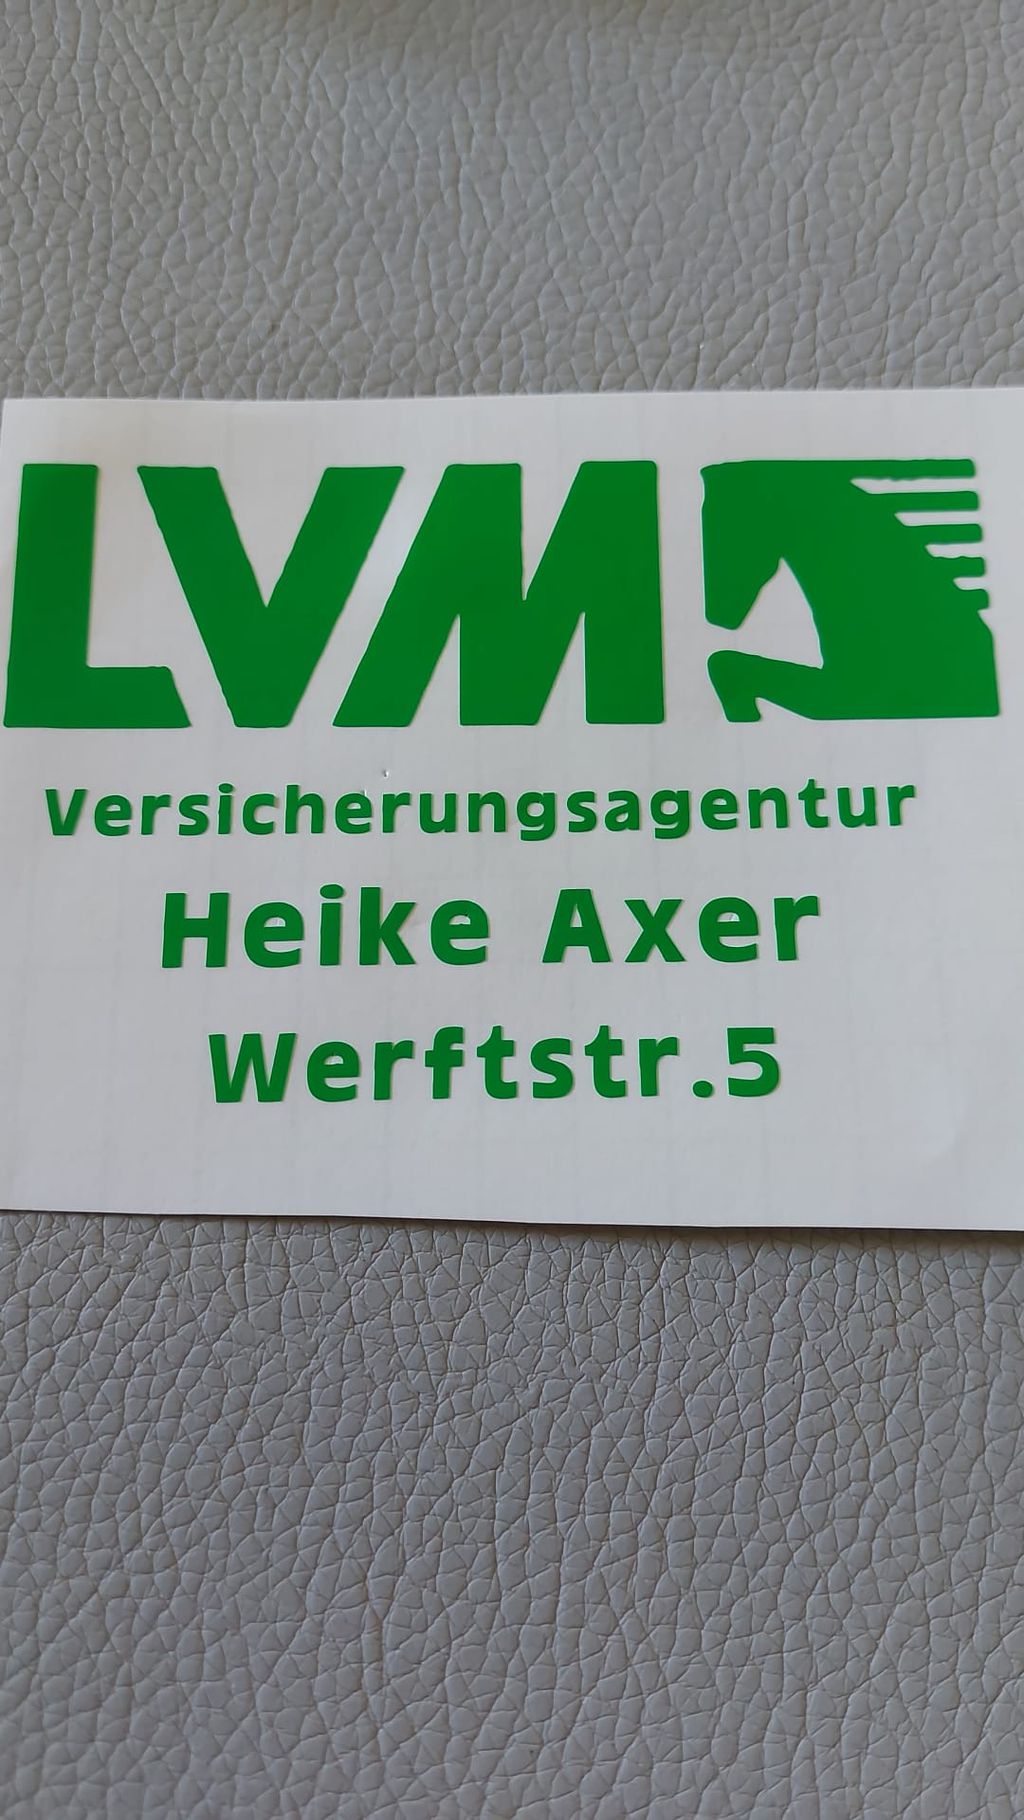 LVM
Versicherungsagentur
Heike Axer
Werftstr.5